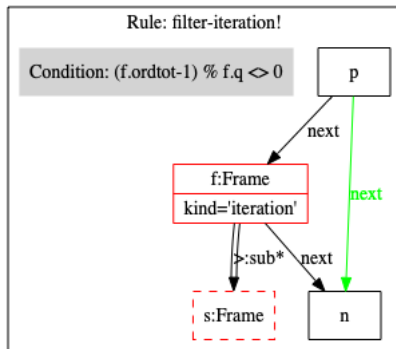 Rule: filter-iteration!
Condition: (f.ordtot-1) % f.q <> 0
p
next
f:Frame
next
kind='iteration'
>:sub*
next
s:Frame
n